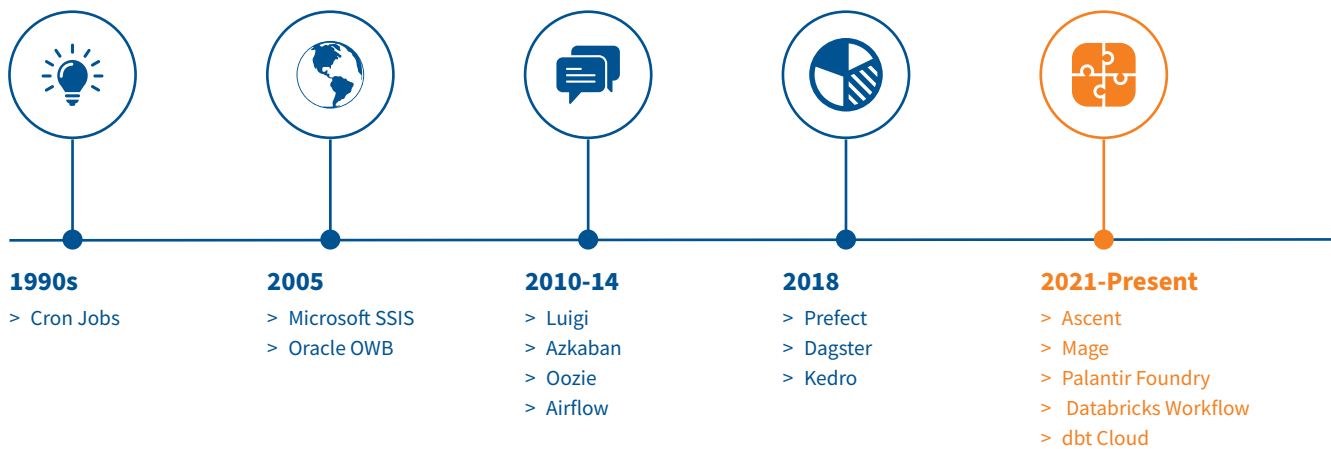 1990s
> Cron Jobs
2005
> Microsoft SSIS
> Oracle OWB
2010-14
> Luigi
> Azkaban
> Oozie
> Airflow
2018
> Prefect
> Dagster
> Kedro
2021-Present
> Ascent
> Mage
> Palantir Foundry
> Databricks Workflow
> dbt Cloud